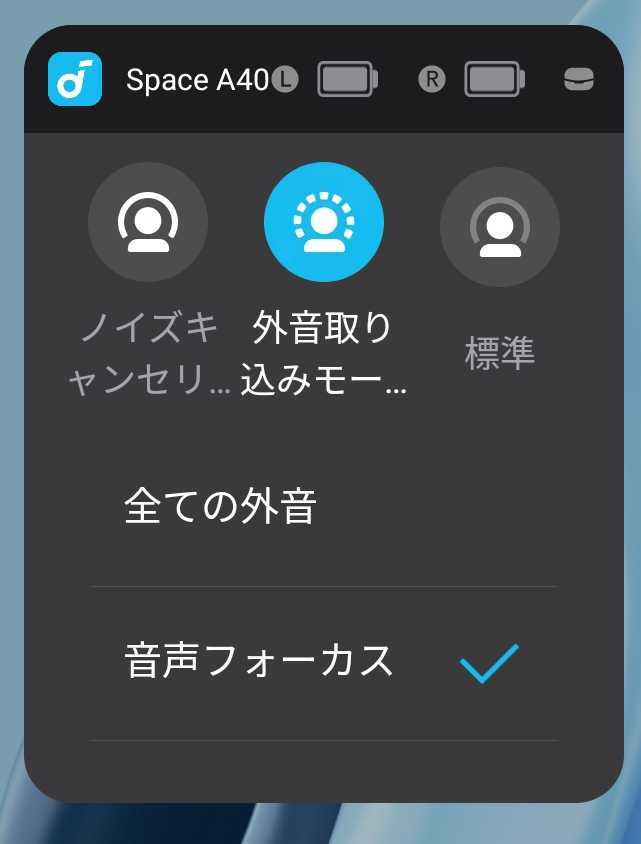 Space A40 L R
ノイズキ
ャンセリ...
外音取り
込みモー...
標準
全ての外音
音声フォーカス